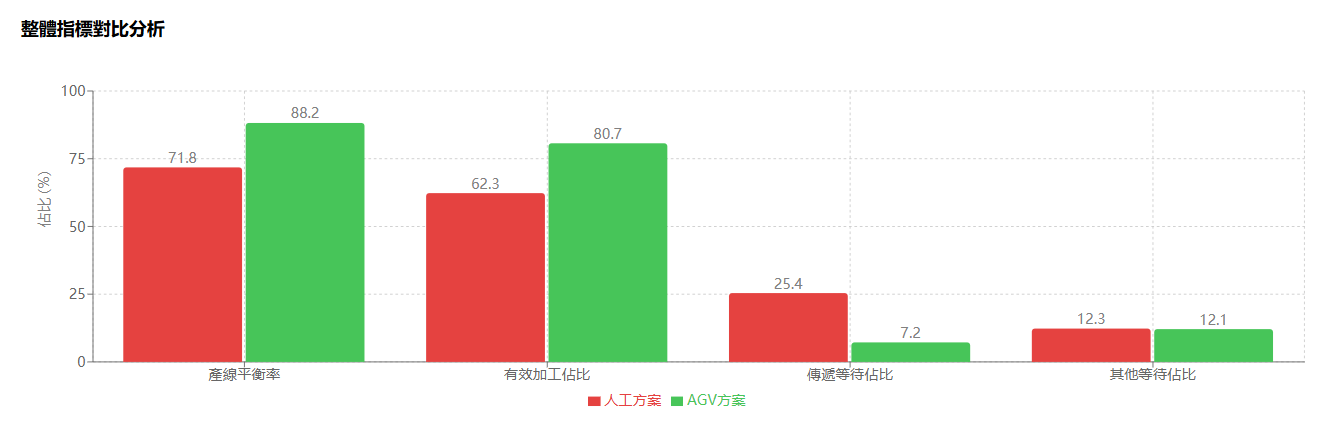 整體指標對比分析
佔比 (%)
100
75
50
25
0
71.8
88.2
62.3
80.7
25.4
7.2
12.3
12.1
產線平衡率
有效加工佔比
傳遞等待佔比
其他等待佔比
人工方案
AGV方案